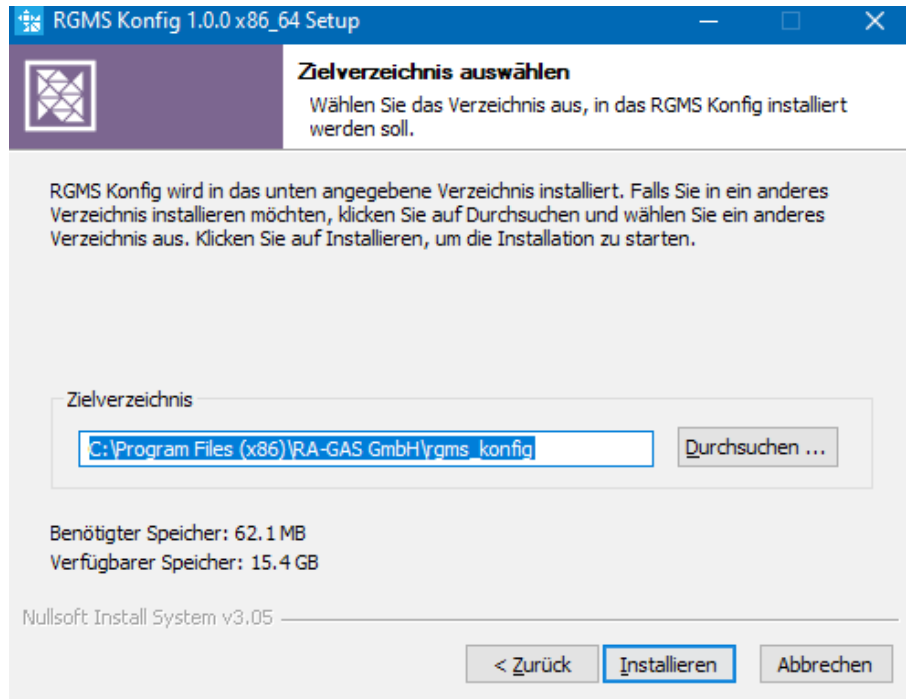 RGMS Konfig 1.0.0 x86_64 Setup
Zielverzeichnis auswählen
Wählen Sie das Verzeichnis aus, in das RGMS Konfig installiert
werden soll.
RGMS Konfig wird in das unten angegebene Verzeichnis installiert. Falls Sie in ein anderes
Verzeichnis installieren möchten, klicken Sie auf Durchsuchen und wählen Sie ein anderes
Verzeichnis aus. Klicken Sie auf Installieren, um die Installation zu starten.
Zielverzeichnis
C:\Program Files (x86)\RA-GAS GmbH\rgms_konfig
Durchsuchen ...
Benötigter Speicher: 62.1 MB
Verfügbarer Speicher: 15.4 GB
Nullsoft Install System v3.05
< Zurück
Installieren
Abbrechen